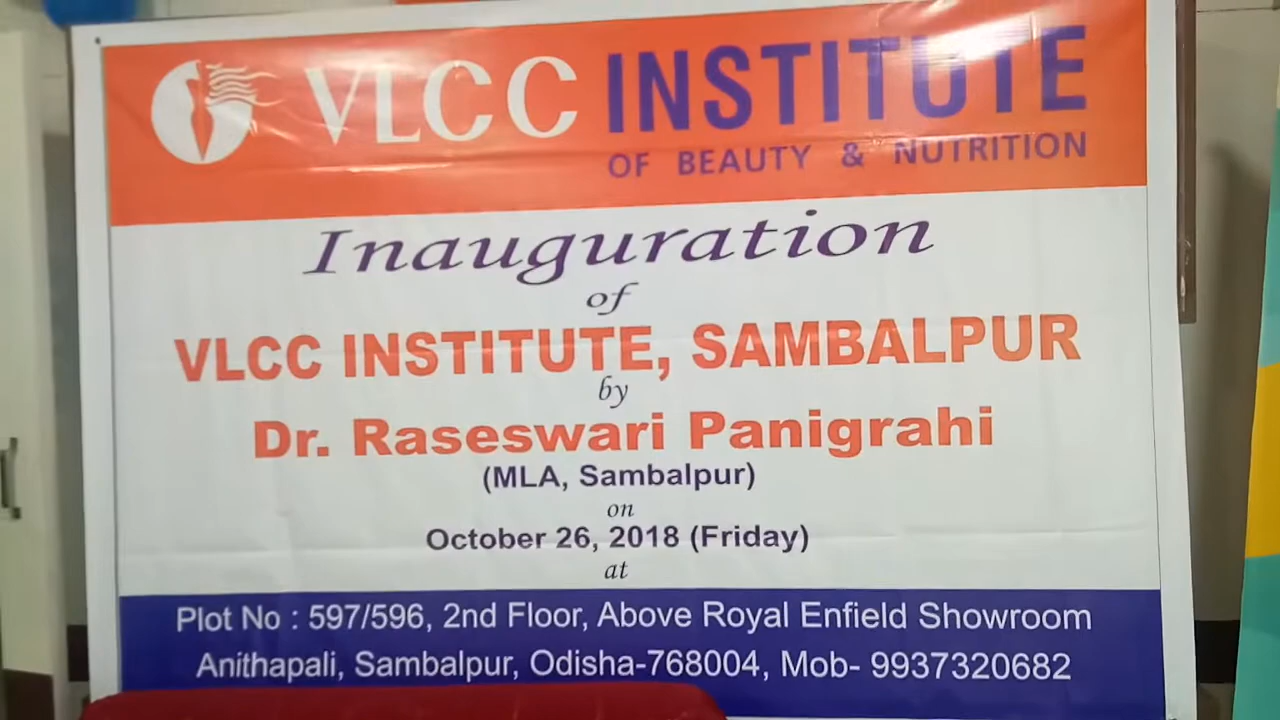 VLCC INSTITUTE
OF BEAUTY & NUTRITION
Inauguration
of
VLCC INSTITUTE, SAMBALPUR
by
Dr. Raseswari Panigrahi
(MLA, Sambalpur)
on
October 26, 2018 (Friday)
at
Plot No : 597/596, 2nd Floor, Above Royal Enfield Showroom
Anithapali, Sambalpur, Odisha-768004, Mob- 9937320682